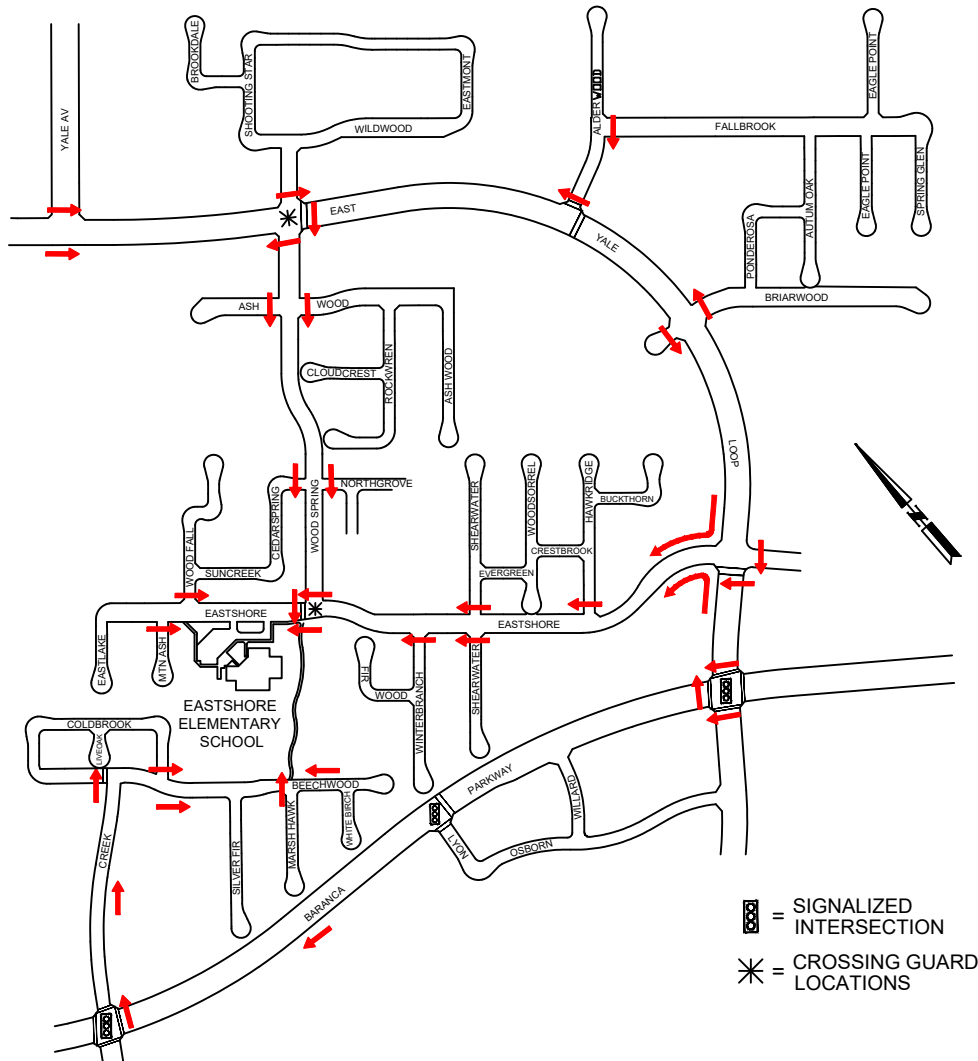 BROOKDALE
SHOOTING STAR
EASTMONT
WILDWOOD
YALE AV
ALDER WOOD
EAGLE POINT
FALLBROOK
AUTUM OAK
EAGLE POINT
SPRING GLEN
PONDEROSA
BRIARWOOD
EAST
YALE
LOOP
ASH
WOOD
CLOUDCREST
ROCKWREN
ASH WOOD
NORTHGROVE
WOOD SPRING
CEDARSPRING
WOOD FALL
SUNCREEK
SHEARWATER
WOODSORREL
HAWKRIDGE
BUCKTHORN
CRESTBROOK
EVERGREEN
EASTSHORE
EASTSHORE
EASTLAKE
MTN ASH
EASTSHORE
ELEMENTARY
SCHOOL
FIR
WOOD
WINTERBRANCH
SHEARWATER
COLDBROOK
LIVEOAK
BEECHWOOD
CREEK
SILVER FIR
MARSH HAWK
WHITE BIRCH
BARANCA
PARKWAY
WILLARD
LYON
OSBORN
N
= SIGNALIZED
INTERSECTION
= CROSSING GUARD
LOCATIONS